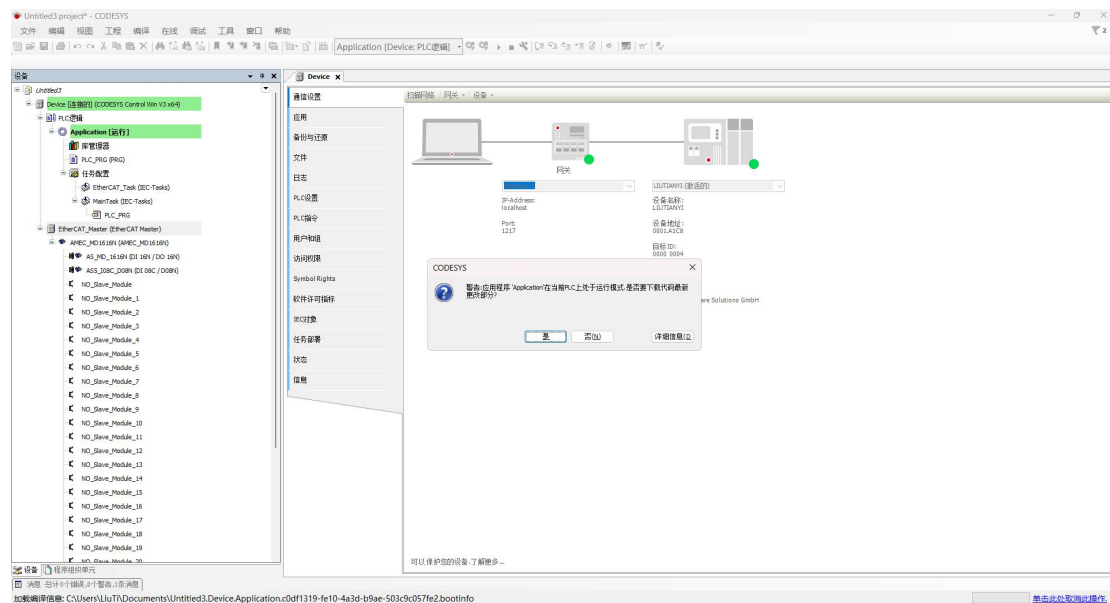 Untitled3.project* - CODESYS
文件 编辑 视图 工程 编译 在线 调试 工具 窗口 帮助
Application [Device: PLC逻辑]
2
设备
Untitled3
Device [连接的] (CODESYS Control Win V3 x64)
PLC逻辑
Application [运行]
库管理器
PLC_PRG (PRG)
任务配置
EtherCAT_Task (IEC-Tasks)
MainTask (IEC-Tasks)
PLC_PRG
EtherCAT_Master (EtherCAT Master)
AMEC_MD1616N (AMEC_MD1616N)
AS_MD_1616N (DI 16N / DO 16N)
AS5_I08C_D08N (DI 08C / D08N)
NO_Slave_Module
NO_Slave_Module_1
NO_Slave_Module_2
NO_Slave_Module_3
NO_Slave_Module_4
NO_Slave_Module_5
NO_Slave_Module_6
NO_Slave_Module_7
NO_Slave_Module_8
NO_Slave_Module_9
NO_Slave_Module_10
NO_Slave_Module_11
NO_Slave_Module_12
NO_Slave_Module_13
NO_Slave_Module_14
NO_Slave_Module_15
NO_Slave_Module_16
NO_Slave_Module_17
NO_Slave_Module_18
NO_Slave_Module_19
NO_Slave_Module_20
设备 程序组织单元
Device
通信设置
应用
备份与还原
文件
日志
PLC设置
PLC指令
用户和组
访问权限
Symbol Rights
软件许可指标
IEC对象
任务部署
状态
信息
扫描网络 网关 设备
网关
LIUTIANYI (激活的)
IP-Address:
localhost
Port:
1217
设备名称:
LIUTIANYI
设备地址:
0001.A1C8
目标ID:
0000 0004
CODESYS
警告:应用程序 'Application'在当前PLC上处于运行模式.是否要下载代码最新
更改部分?
是 否(N) 详细信息(D
are Solutions GmbH
可以保护您的设备.了解更多...
消息 -总计0个错误,0个警告,1条消息
加载编译信息: C:\Users\LiuTi\Documents\Untitled3.Device.Application.c0df1319-fe10-4a3d-b9ae-503c9c057fe2.bootinfo
单击此处取消此操作.